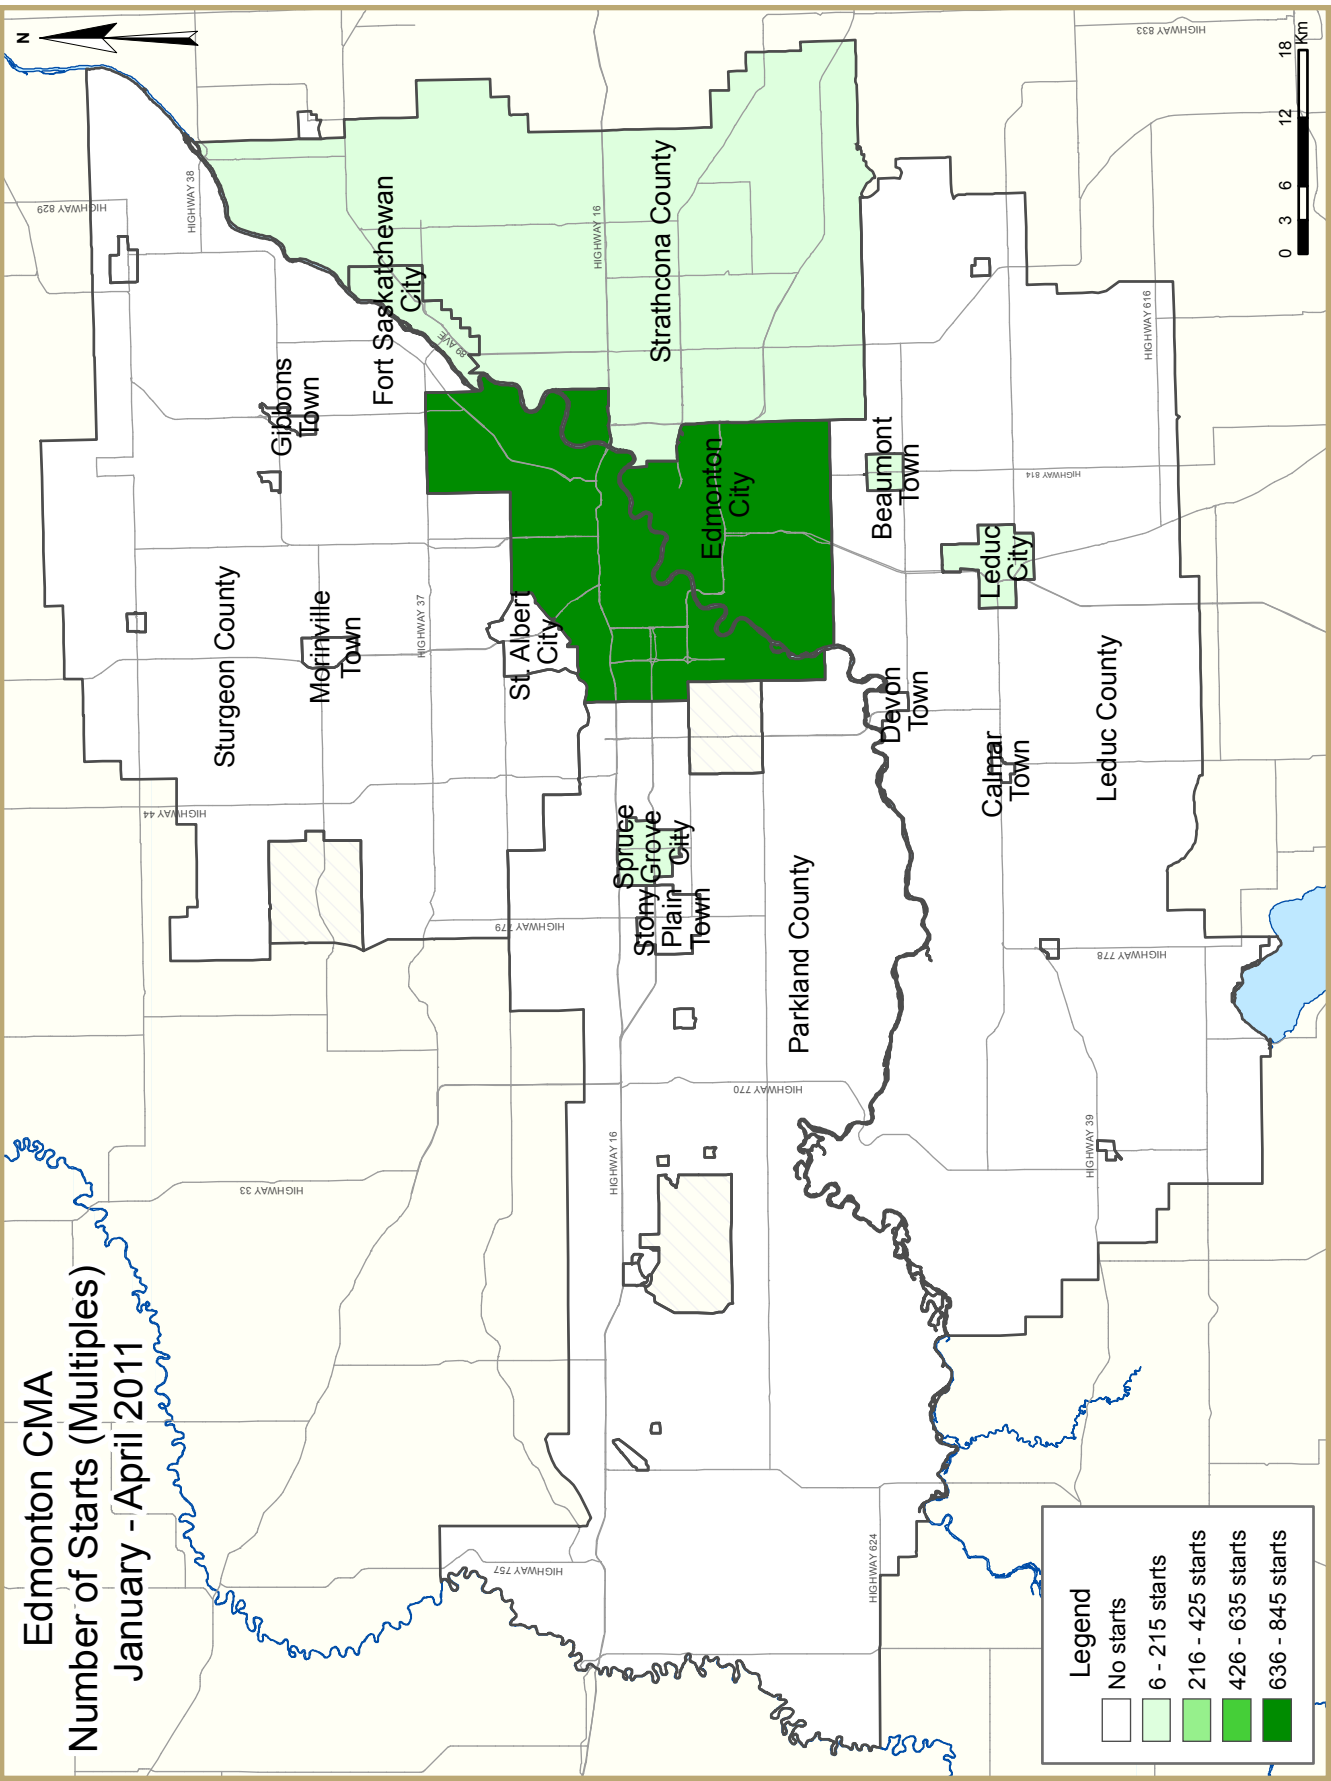 Edmonton CMA
Number of Starts (Multiples)
January - April 2011
N
HIGHWAY 829
HIGHWAY 38
HIGHWAY 833
Fort Saskatchewan
City
89 AVE
HIGHWAY 16
Strathcona County
Gibbons
Town
Sturgeon County
Morinville
Town
HIGHWAY 37
St. Albert
City
Edmonton
City
Beaumont
Town
HIGHWAY 814
HIGHWAY 616
Leduc
City
Devon
Town
Calmar
Town
Leduc County
HIGHWAY 44
HIGHWAY 779
Spruce
Grove
City
Stony
Plain
Town
Parkland County
HIGHWAY 778
HIGHWAY 770
HIGHWAY 16
HIGHWAY 39
HIGHWAY 33
HIGHWAY 757
HIGHWAY 624
Legend
No starts
6 - 215 starts
216 - 425 starts
426 - 635 starts
636 - 845 starts
0 3 6 12 18
Km